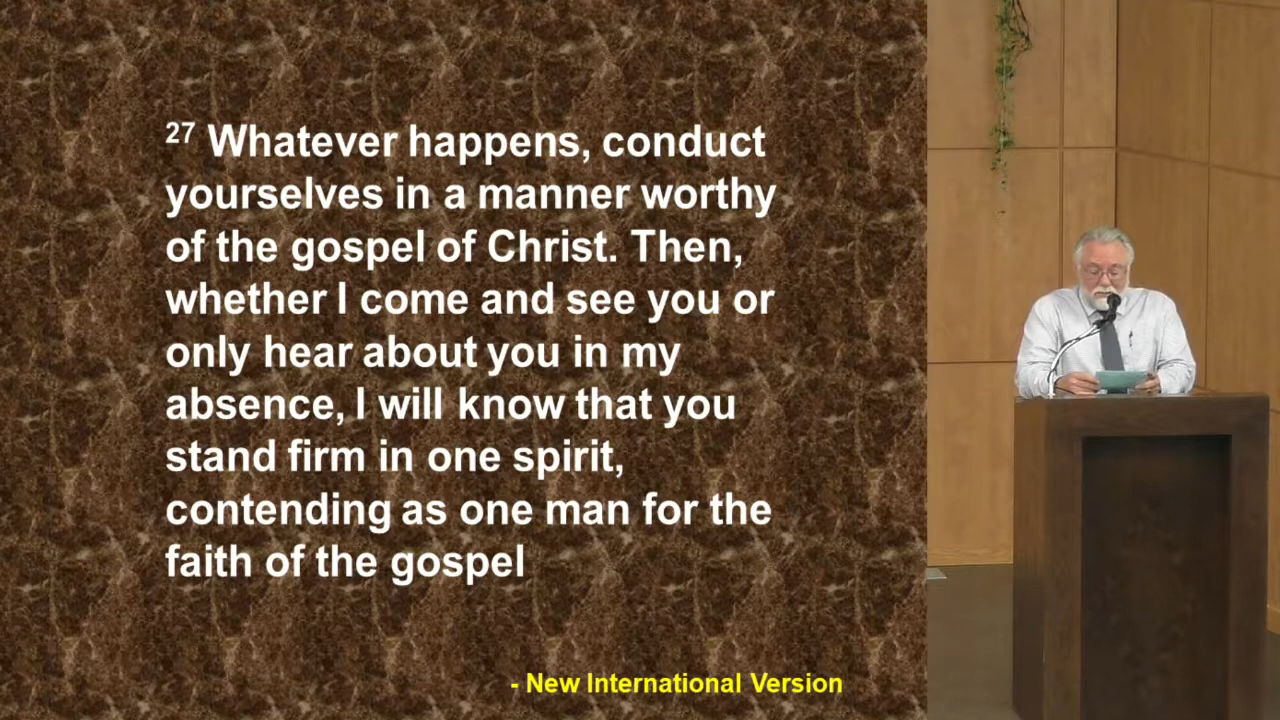 27 Whatever happens, conduct
yourselves in a manner worthy
of the gospel of Christ. Then,
whether I come and see you or
only hear about you in my
absence, I will know that you
stand firm in one spirit,
contending as one man for the
faith of the gospel
- New International Version